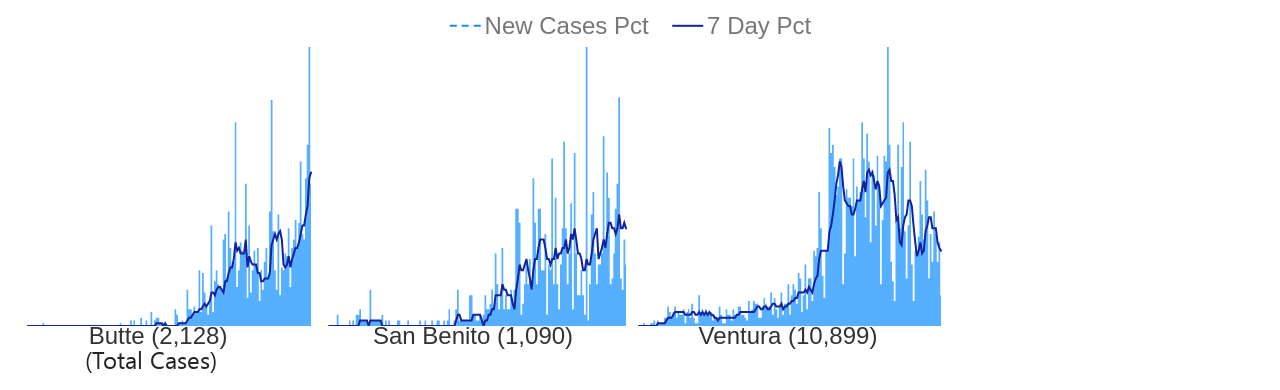 New Cases Pct 7 Day Pct
Butte (2,128) San Benito (1,090) Ventura (10,899)
(Total Cases)